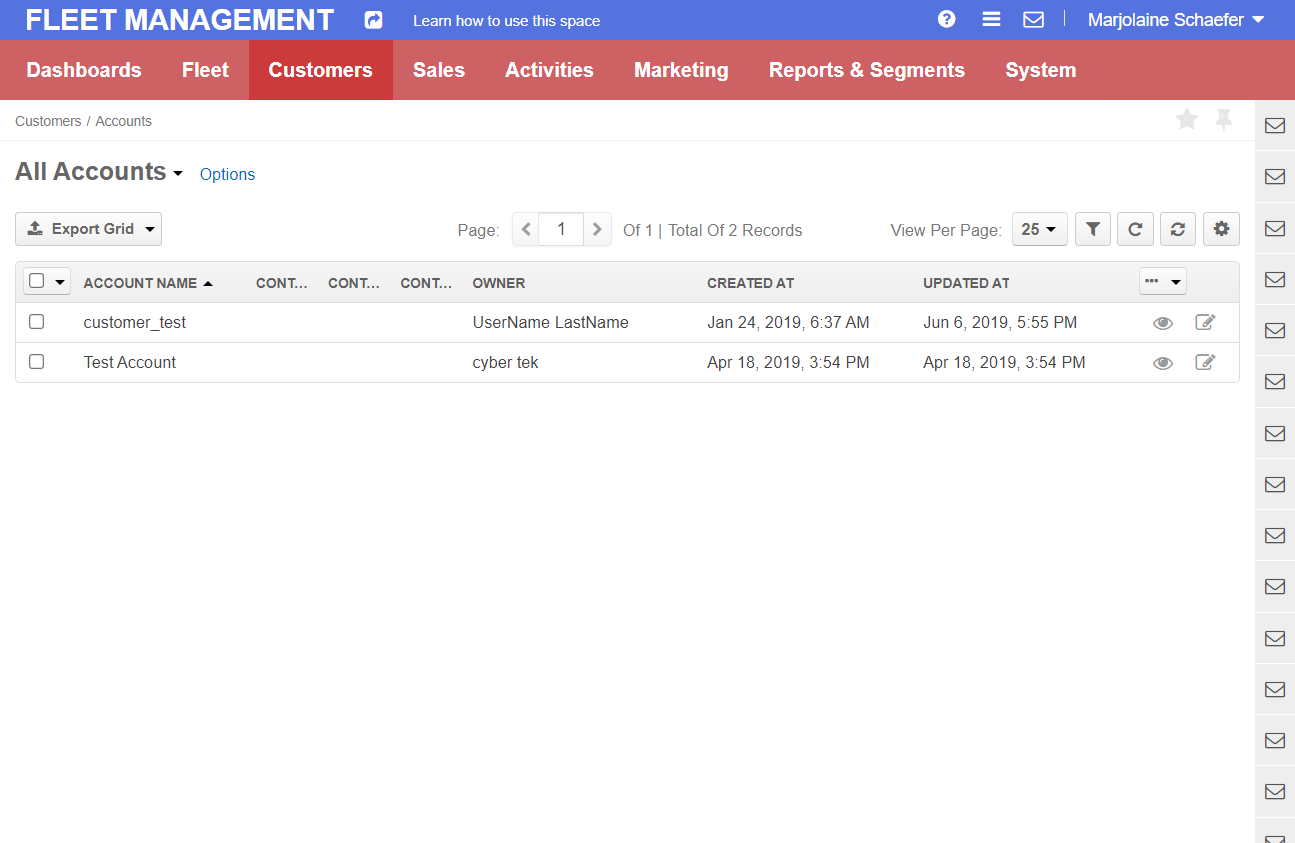 FLEET MANAGEMENT Learn how to use this space Marjolaine Schaefer
Dashboards Fleet Customers Sales Activities Marketing Reports & Segments System
Customers / Accounts
All Accounts Options
Export Grid Page: 1 Of 1 | Total Of 2 Records View Per Page: 25
ACCOUNT NAME CONT... CONT... CONT... OWNER CREATED AT UPDATED AT
customer_test UserName LastName Jan 24, 2019, 6:37 AM Jun 6, 2019, 5:55 PM
Test Account cyber tek Apr 18, 2019, 3:54 PM Apr 18, 2019, 3:54 PM